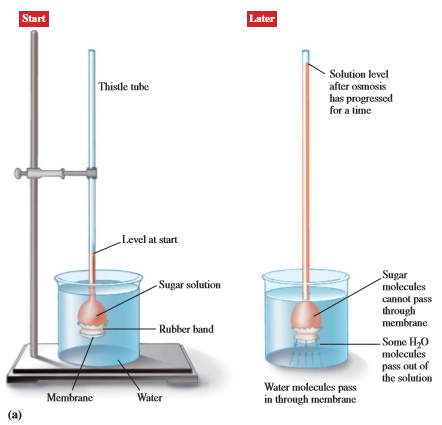 Start
Later
Thistle tube
Solution level
after osmosis
has progressed
for a time
Level at start
Sugar solution
Rubber band
Membrane
Water
Sugar
molecules
cannot pass
through
membrane
Some H₂O
molecules
pass out of
the solution
Water molecules pass
in through membrane
(a)